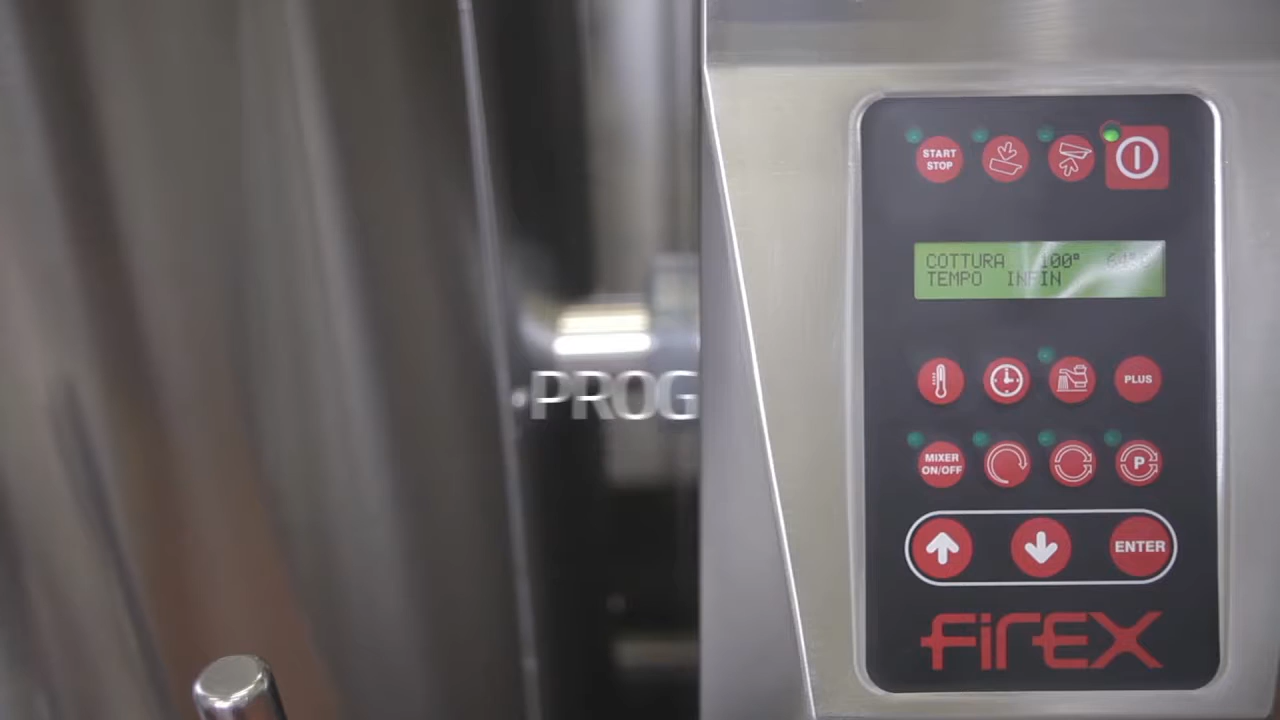 START
STOP
COTTURA 100°
TEMPO INFIN
PROG
PLUS
MIXER
ON/OFF
P
ENTER
FIREX